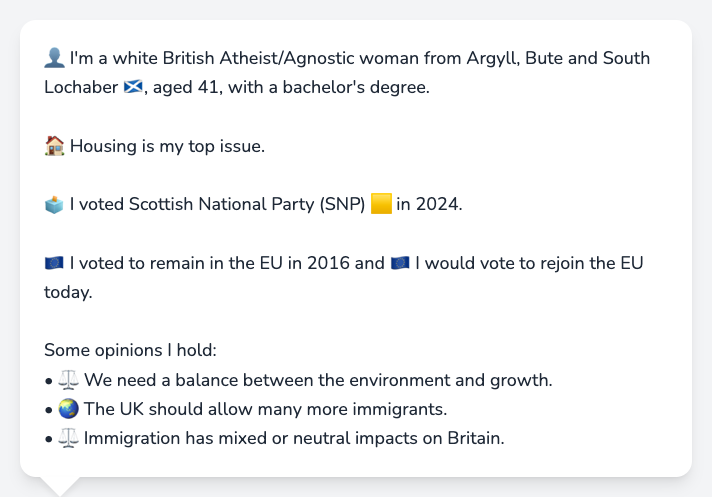 👤 I'm a white British Atheist/Agnostic woman from Argyll, Bute and South
Lochaber 🏴󠁧󠁢󠁳󠁣󠁴󠁿, aged 41, with a bachelor's degree.
🏠 Housing is my top issue.
🗳️ I voted Scottish National Party (SNP) 🟨 in 2024.
🇪🇺 I voted to remain in the EU in 2016 and 🇪🇺 I would vote to rejoin the EU
today.
Some opinions I hold:
• ⚖️ We need a balance between the environment and growth.
• 🌏 The UK should allow many more immigrants.
• ⚖️ Immigration has mixed or neutral impacts on Britain.